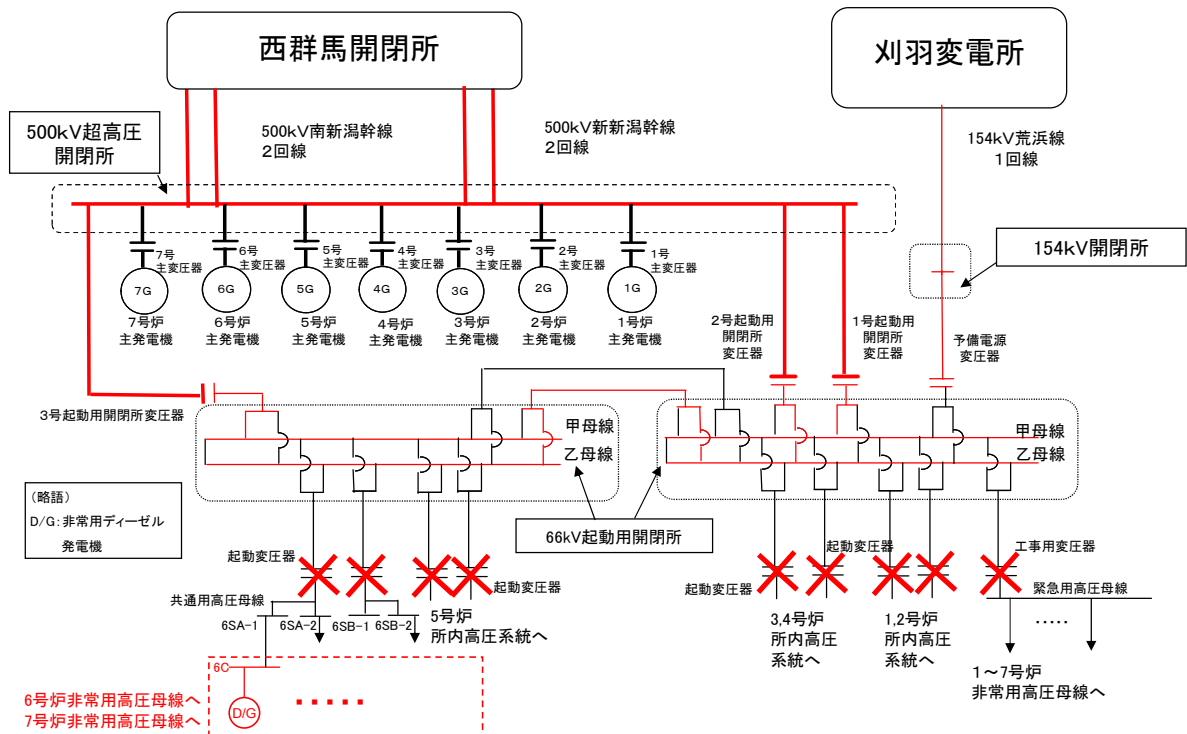 西群馬開閉所
刈羽変電所
500kV超高圧
開閉所
500kV南新潟幹線
2回線
500kV新新潟幹線
2回線
154kV荒浜線
1回線
154kV開閉所
7号
主変圧器
6号
主変圧器
5号
主変圧器
4号
主変圧器
3号
主変圧器
2号
主変圧器
1号
主変圧器
7G
6G
5G
4G
3G
2G
1G
7号炉
主発電機
6号炉
主発電機
5号炉
主発電機
4号炉
主発電機
3号炉
主発電機
2号炉
主発電機
1号炉
主発電機
2号起動用
開閉所
変圧器
1号起動用
開閉所
変圧器
予備電源
変圧器
3号起動用開閉所変圧器
甲母線
乙母線
甲母線
乙母線
(略語)
D/G:非常用ディーゼル
発電機
66kV起動用開閉所
起動変圧器
起動変圧器
起動変圧器
起動変圧器
工事用変圧器
共通用高圧母線
緊急用高圧母線
6SA-1
6SA-2
6SB-1
6SB-2
5号炉
所内高圧
系統へ
3,4号炉
所内高圧
系統へ
1,2号炉
所内高圧
系統へ
‥‥‥
1~7号炉
非常用高圧母線へ
6C
D/G
6号炉非常用高圧母線へ
7号炉非常用高圧母線へ